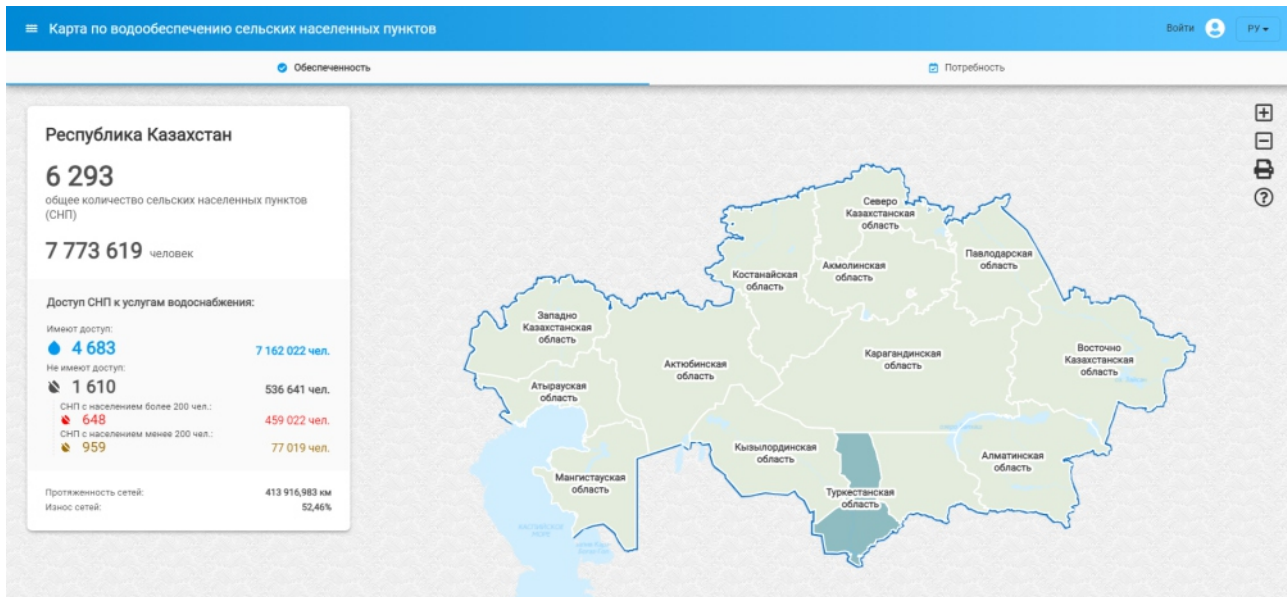 Карта по водообеспечению сельских населенных пунктов
Войти
РУ
Обеспеченность
Потребность
Республика Казахстан
6 293
общее количество сельских населенных пунктов
(СНП)
7 773 619 человек
Доступ СНП к услугам водоснабжения:
Имеют доступ:
4 683 7 162 022 чел.
Не имеют доступ:
1 610 536 641 чел.
СНП с населением более 200 чел.:
648 459 022 чел.
СНП с населением менее 200 чел.:
959 77 019 чел.
Протяженность сетей: 413 916,983 км
Износ сетей: 52,46%
Северо
Казахстанская
область
Павлодарская
область
Акмолинская
область
Костанайская
область
Западно
Казахстанская
область
Восточно
Казахстанская
область
Карагандинская
область
Актюбинская
область
Атырауская
область
Кызылординская
область
Алматинская
область
Мангистауская
область
Туркестанская
область
КАСПИЙСКОЕ
МОРЕ